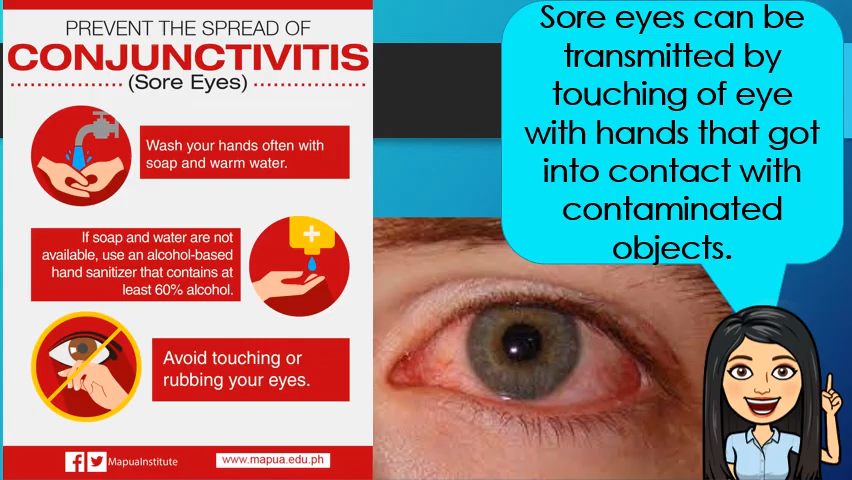 PREVENT THE SPREAD OF
CONJUNCTIVITIS
(Sore Eyes)
Wash your hands often with
soap and warm water.
If soap and water are not
available, use an alcohol-based
hand sanitizer that contains at
least 60% alcohol.
Avoid touching or
rubbing your eyes.
MapuaInstitute
www.mapua.edu.ph
Sore eyes can be
transmitted by
touching of eye
with hands that got
into contact with
contaminated
objects.